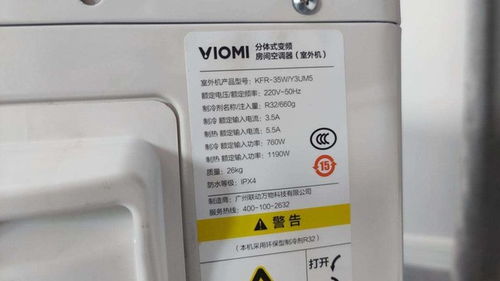 VIOMI 分体式变频
房间空调器（室外机）
室外机产品型号：KFR-35W/Y3UM5
额定电压/额定频率：220V~50Hz
制冷剂名称/注入量：R32/660g
制冷 额定输入电流：3.5A
制热 额定输入电流：5.5A
制冷 额定输入功率：760W
制热 额定输入功率：1190W
质量：26kg
防水等级：IPX4
CCC
15
制造商：广州联动万物科技有限公司
服务热线：400-100-2632
警告
（本机采用环保型制冷剂R32）
打开